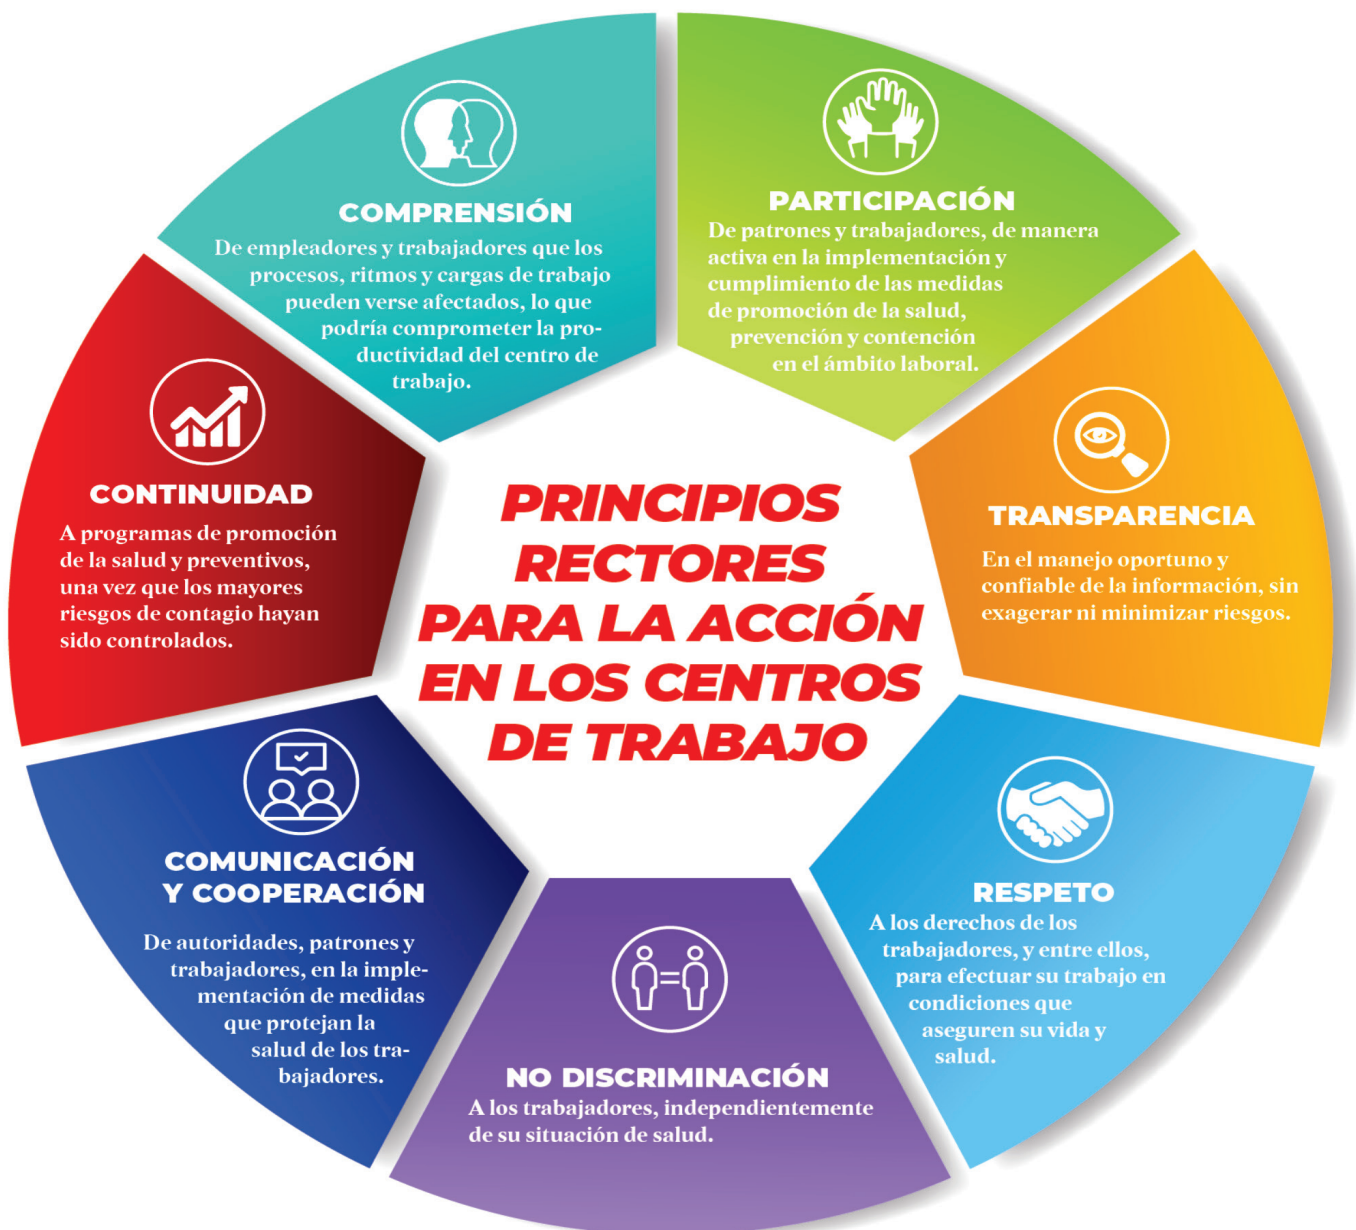 COMPRENSIÓN
De empleadores y trabajadores que los
procesos, ritmos y cargas de trabajo
pueden verse afectados, lo que
podría comprometer la pro-
ductividad del centro de
trabajo.
PARTICIPACIÓN
De patrones y trabajadores, de manera
activa en la implementación y
cumplimiento de las medidas
de promoción de la salud,
prevención y contención
en el ámbito laboral.
TRANSPARENCIA
En el manejo oportuno y
confiable de la información, sin
exagerar ni minimizar riesgos.
RESPETO
A los derechos de los
trabajadores, y entre ellos,
para efectuar su trabajo en
condiciones que
aseguren su vida y
salud.
NO DISCRIMINACIÓN
A los trabajadores, independientemente
de su situación de salud.
COMUNICACIÓN
Y COOPERACIÓN
De autoridades, patrones y
trabajadores, en la imple-
mentación de medidas
que protejan la
salud de los tra-
bajadores.
CONTINUIDAD
A programas de promoción
de la salud y preventivos,
una vez que los mayores
riesgos de contagio hayan
sido controlados.
PRINCIPIOS
RECTORES
PARA LA ACCIÓN
EN LOS CENTROS
DE TRABAJO